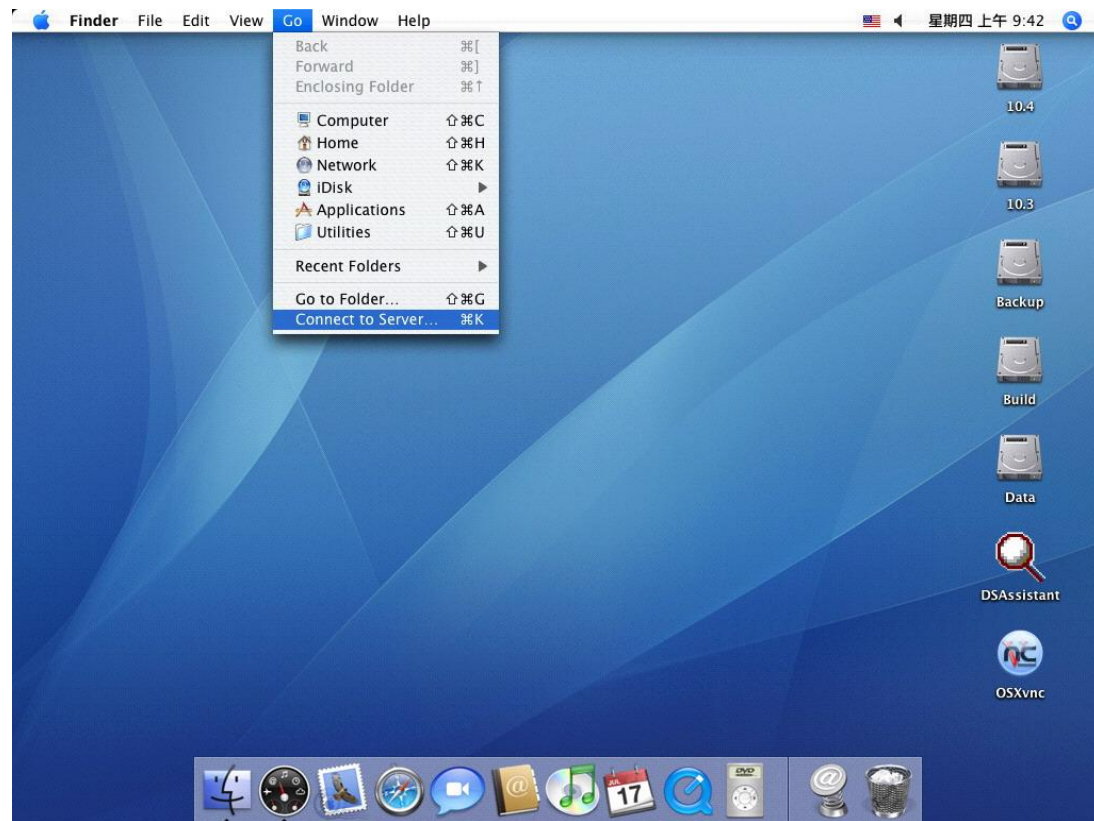 Finder File Edit View Go Window Help 星期四 上午 9:42
Back ⌘[
Forward ⌘]
Enclosing Folder ⌘↑
Computer ⇧⌘C
Home ⇧⌘H
Network ⇧⌘K
iDisk ▶
Applications ⇧⌘A
Utilities ⇧⌘U
Recent Folders ▶
Go to Folder... ⇧⌘G
Connect to Server... ⌘K
10.4
10.3
Backup
Build
Data
DSAssistant
OSXvnc
JUL
17
DVD